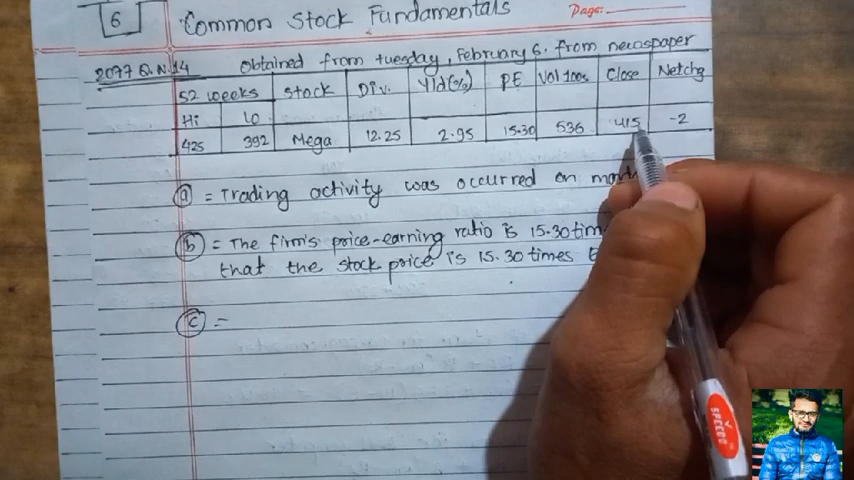 6
Common Stock Fundamentals
Page:
2077 Q.N.14 Obtained from tuesday, february 6. from newspaper
52 weeks Stock Div. Yld(%) PE Vol 100s Close Netchg
Hi Lo
425 392 Mega 12.25 2.95 15.30 536 415 -2
(a) = Trading activity was occurred on
(b) = The firm's price-earning ratio is 15.30
that the stock price is 15.30 times
(c) =
SPEEDO